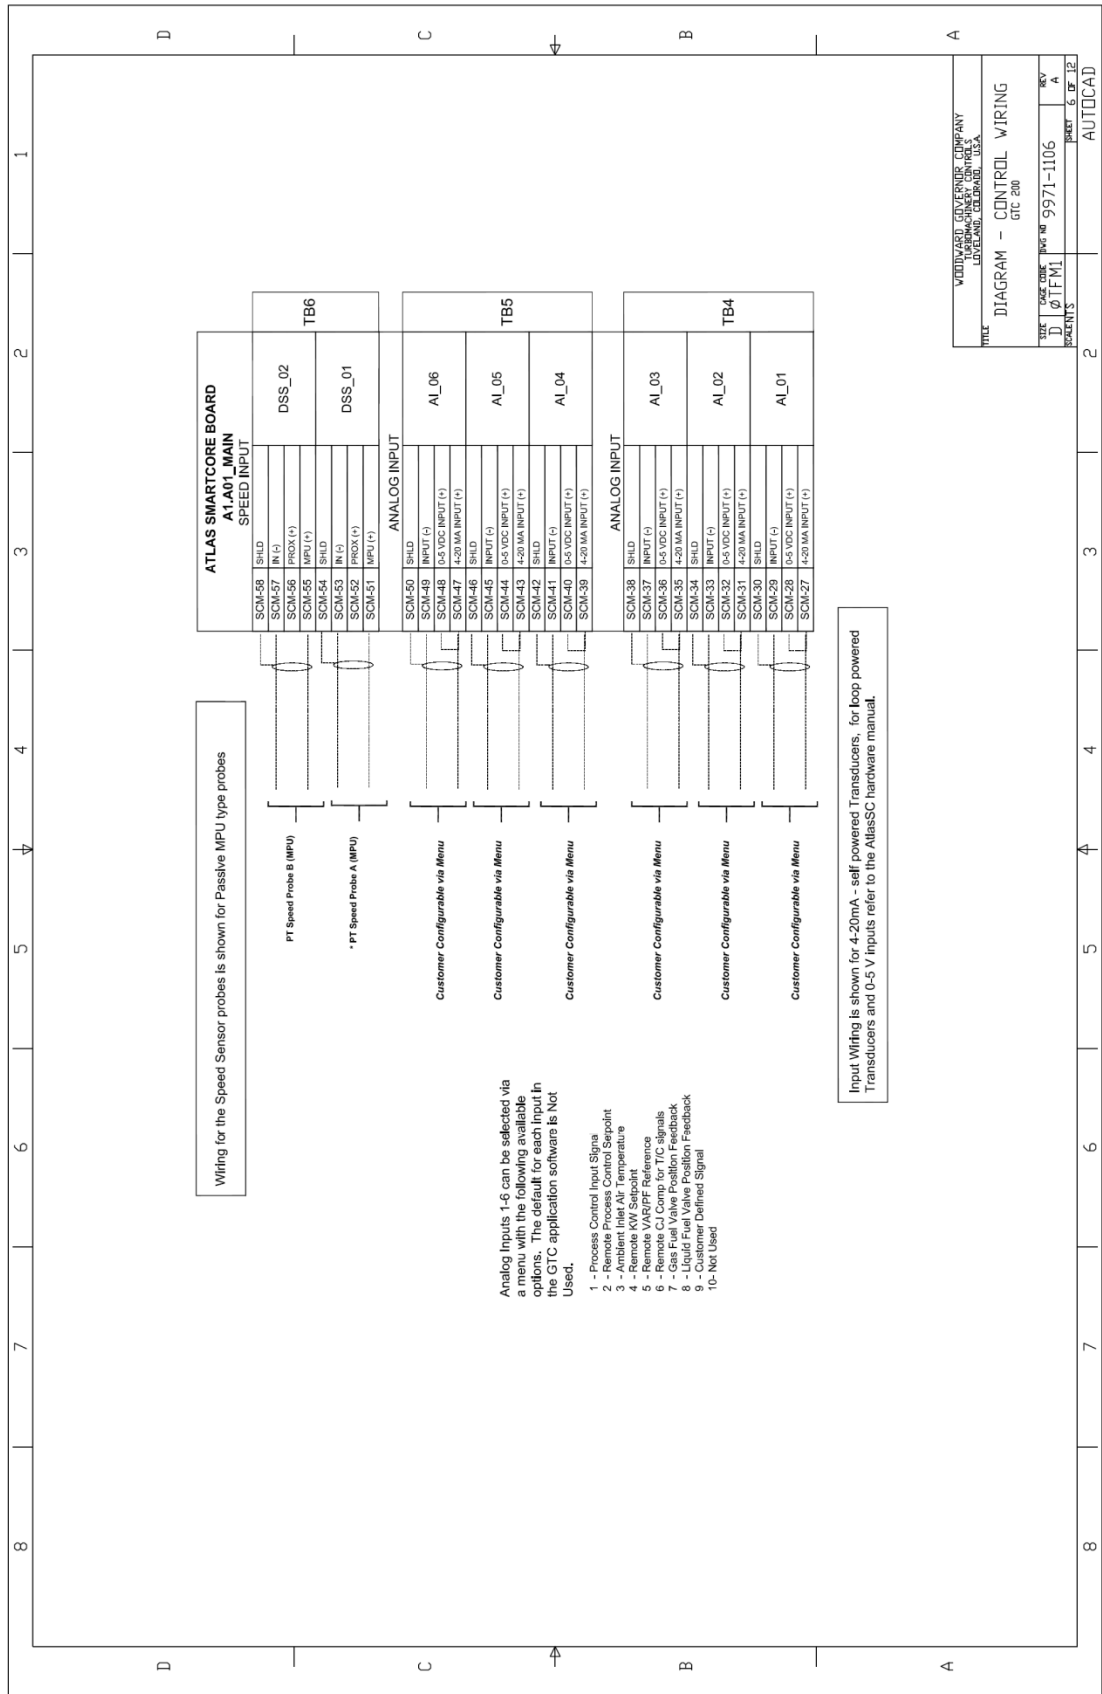 D
C
B
A
1
2
3
4
5
6
7
8
Wiring for the Speed Sensor probes is shown for Passive MPU type probes
ATLAS SMARTCORE BOARD
A1.A01_MAIN
SPEED INPUT
PT Speed Probe B (MPU)
SCM-58 SHLD
SCM-57 IN (-)
SCM-56 PROX (+)
SCM-55 MPU (+)
DSS_02
* PT Speed Probe A (MPU)
SCM-54 SHLD
SCM-53 IN (-)
SCM-52 PROX (+)
SCM-51 MPU (+)
DSS_01
TB6
ANALOG INPUT
Customer Configurable via Menu
SCM-50 SHLD
SCM-49 INPUT (-)
SCM-48 0-5 VDC INPUT (+)
SCM-47 4-20 MA INPUT (+)
AI_06
Customer Configurable via Menu
SCM-46 SHLD
SCM-45 INPUT (-)
SCM-44 0-5 VDC INPUT (+)
SCM-43 4-20 MA INPUT (+)
AI_05
Customer Configurable via Menu
SCM-42 SHLD
SCM-41 INPUT (-)
SCM-40 0-5 VDC INPUT (+)
SCM-39 4-20 MA INPUT (+)
AI_04
TB5
ANALOG INPUT
Customer Configurable via Menu
SCM-38 SHLD
SCM-37 INPUT (-)
SCM-36 0-5 VDC INPUT (+)
SCM-35 4-20 MA INPUT (+)
AI_03
Customer Configurable via Menu
SCM-34 SHLD
SCM-33 INPUT (-)
SCM-32 0-5 VDC INPUT (+)
SCM-31 4-20 MA INPUT (+)
AI_02
Customer Configurable via Menu
SCM-30 SHLD
SCM-29 INPUT (-)
SCM-28 0-5 VDC INPUT (+)
SCM-27 4-20 MA INPUT (+)
AI_01
TB4
Analog Inputs 1-6 can be selected via
a menu with the following available
options. The default for each input in
the GTC application software is Not
Used.
1 - Process Control Input Signal
2 - Remote Process Control Setpoint
3 - Ambient Inlet Air Temperature
4 - Remote KW Setpoint
5 - Remote VAR/PF Reference
6 - Remote CJ Comp for T/C signals
7 - Gas Fuel Valve Position Feedback
8 - Liquid Fuel Valve Position Feedback
9 - Customer Defined Signal
10- Not Used
Input Wiring is shown for 4-20mA - self powered Transducers, for loop powered
Transducers and 0-5 V inputs refer to the AtlasSC hardware manual.
WOODWARD GOVERNOR COMPANY
TURBOMACHINERY CONTROLS
LOVELAND, COLORADO, U.S.A.
TITLE
DIAGRAM - CONTROL WIRING
GTC 200
SIZE D
CAGE CODE ØTFM1
DWG NO 9971-1106
REV A
SCALE NTS
SHEET 6 OF 12
AUTOCAD
8
7
6
5
4
3
2
D
C
B
A